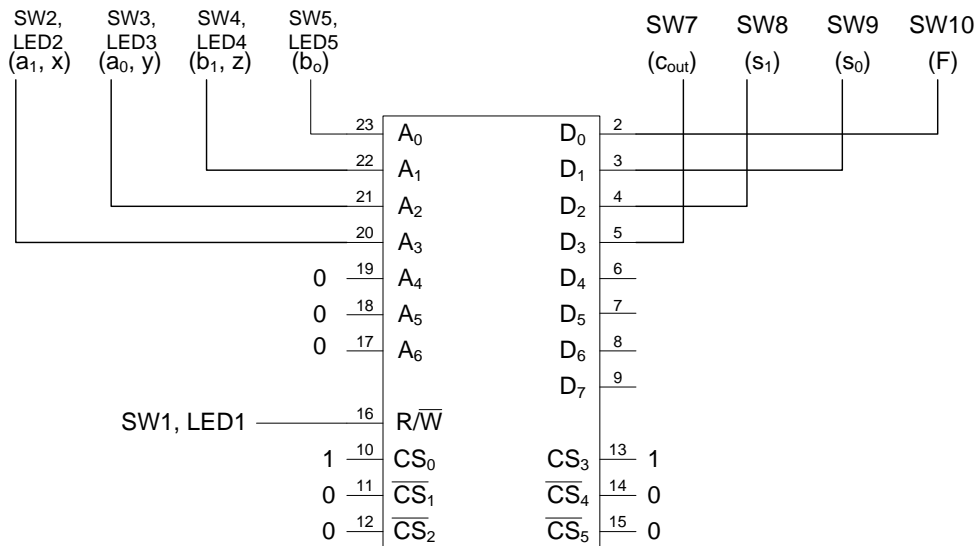 SW2, SW3, SW4, SW5, SW7 SW8 SW9 SW10
LED2 LED3 LED4 LED5
(a₁, x) (a₀, y) (b₁, z) (bₒ) (cₒᵤₜ) (s₁) (s₀) (F)
23 A₀ D₀ 2
22 A₁ D₁ 3
21 A₂ D₂ 4
20 A₃ D₃ 5
0 19 A₄ D₄ 6
0 18 A₅ D₅ 7
0 17 A₆ D₆ 8
D₇ 9
SW1, LED1 16 R/W̅
1 10 CS₀ CS₃ 13 1
0 11 C̅S̅₁ C̅S̅₄ 14 0
0 12 C̅S̅₂ C̅S̅₅ 15 0